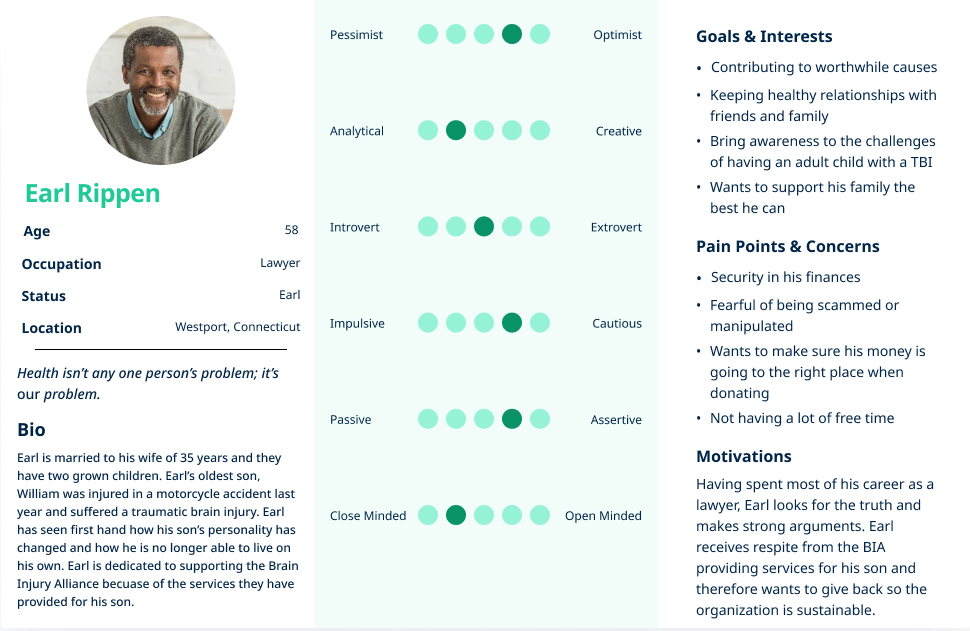 Earl Rippen
Age 58
Occupation Lawyer
Status Earl
Location Westport, Connecticut
Health isn’t any one person’s problem; it’s
our problem.
Bio
Earl is married to his wife of 35 years and they
have two grown children. Earl’s oldest son,
William was injured in a motorcycle accident last
year and suffered a traumatic brain injury. Earl
has seen first hand how his son’s personality has
changed and how he is no longer able to live on
his own. Earl is dedicated to supporting the Brain
Injury Alliance becuase of the services they have
provided for his son.
Pessimist Optimist
Analytical Creative
Introvert Extrovert
Impulsive Cautious
Passive Assertive
Close Minded Open Minded
Goals & Interests
• Contributing to worthwhile causes
• Keeping healthy relationships with
friends and family
• Bring awareness to the challenges
of having an adult child with a TBI
• Wants to support his family the
best he can
Pain Points & Concerns
• Security in his finances
• Fearful of being scammed or
manipulated
• Wants to make sure his money is
going to the right place when
donating
• Not having a lot of free time
Motivations
Having spent most of his career as a
lawyer, Earl looks for the truth and
makes strong arguments. Earl
receives respite from the BIA
providing services for his son and
therefore wants to give back so the
organization is sustainable.